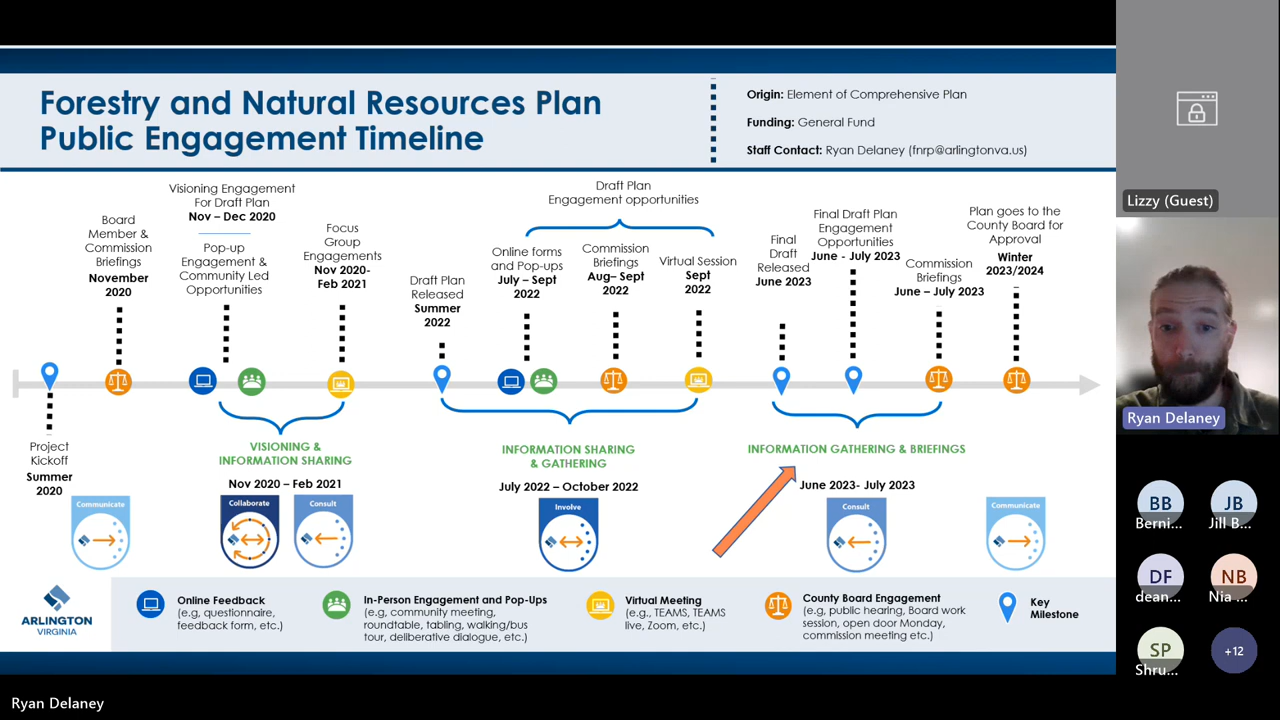 Forestry and Natural Resources Plan
Public Engagement Timeline
Origin: Element of Comprehensive Plan
Funding: General Fund
Staff Contact: Ryan Delaney (fnrp@arlingtonva.us)
Board
Member &
Commission
Briefings
November
2020
Visioning Engagement
For Draft Plan
Nov – Dec 2020
Pop-up
Engagement &
Community Led
Opportunities
Focus
Group
Engagements
Nov 2020-
Feb 2021
Draft Plan
Released
Summer
2022
Draft Plan
Engagement opportunities
Online forms
and Pop-ups
July – Sept
2022
Commission
Briefings
Aug– Sept
2022
Virtual Session
Sept
2022
Final
Draft
Released
June 2023
Final Draft Plan
Engagement
Opportunities
June - July 2023
Commission
Briefings
June – July 2023
Plan goes to the
County Board for
Approval
Winter
2023/2024
Project
Kickoff
Summer
2020
VISIONING &
INFORMATION SHARING
Nov 2020 – Feb 2021
INFORMATION SHARING
& GATHERING
July 2022 – October 2022
INFORMATION GATHERING & BRIEFINGS
June 2023- July 2023
Communicate
Collaborate
Consult
Involve
Consult
Communicate
ARLINGTON
VIRGINIA
Online Feedback
(e.g, questionnaire,
feedback form, etc.)
In-Person Engagement and Pop-Ups
(e.g, community meeting,
roundtable, tabling, walking/bus
tour, deliberative dialogue, etc.)
Virtual Meeting
(e.g., TEAMS, TEAMS
live, Zoom, etc.)
County Board Engagement
(e.g, public hearing, Board work
session, open door Monday,
commission meeting etc.)
Key
Milestone
Lizzy (Guest)
Ryan Delaney
BB
Berni...
JB
Jill B...
DF
dean...
NB
Nia ...
SP
Shru...
+12
Ryan Delaney